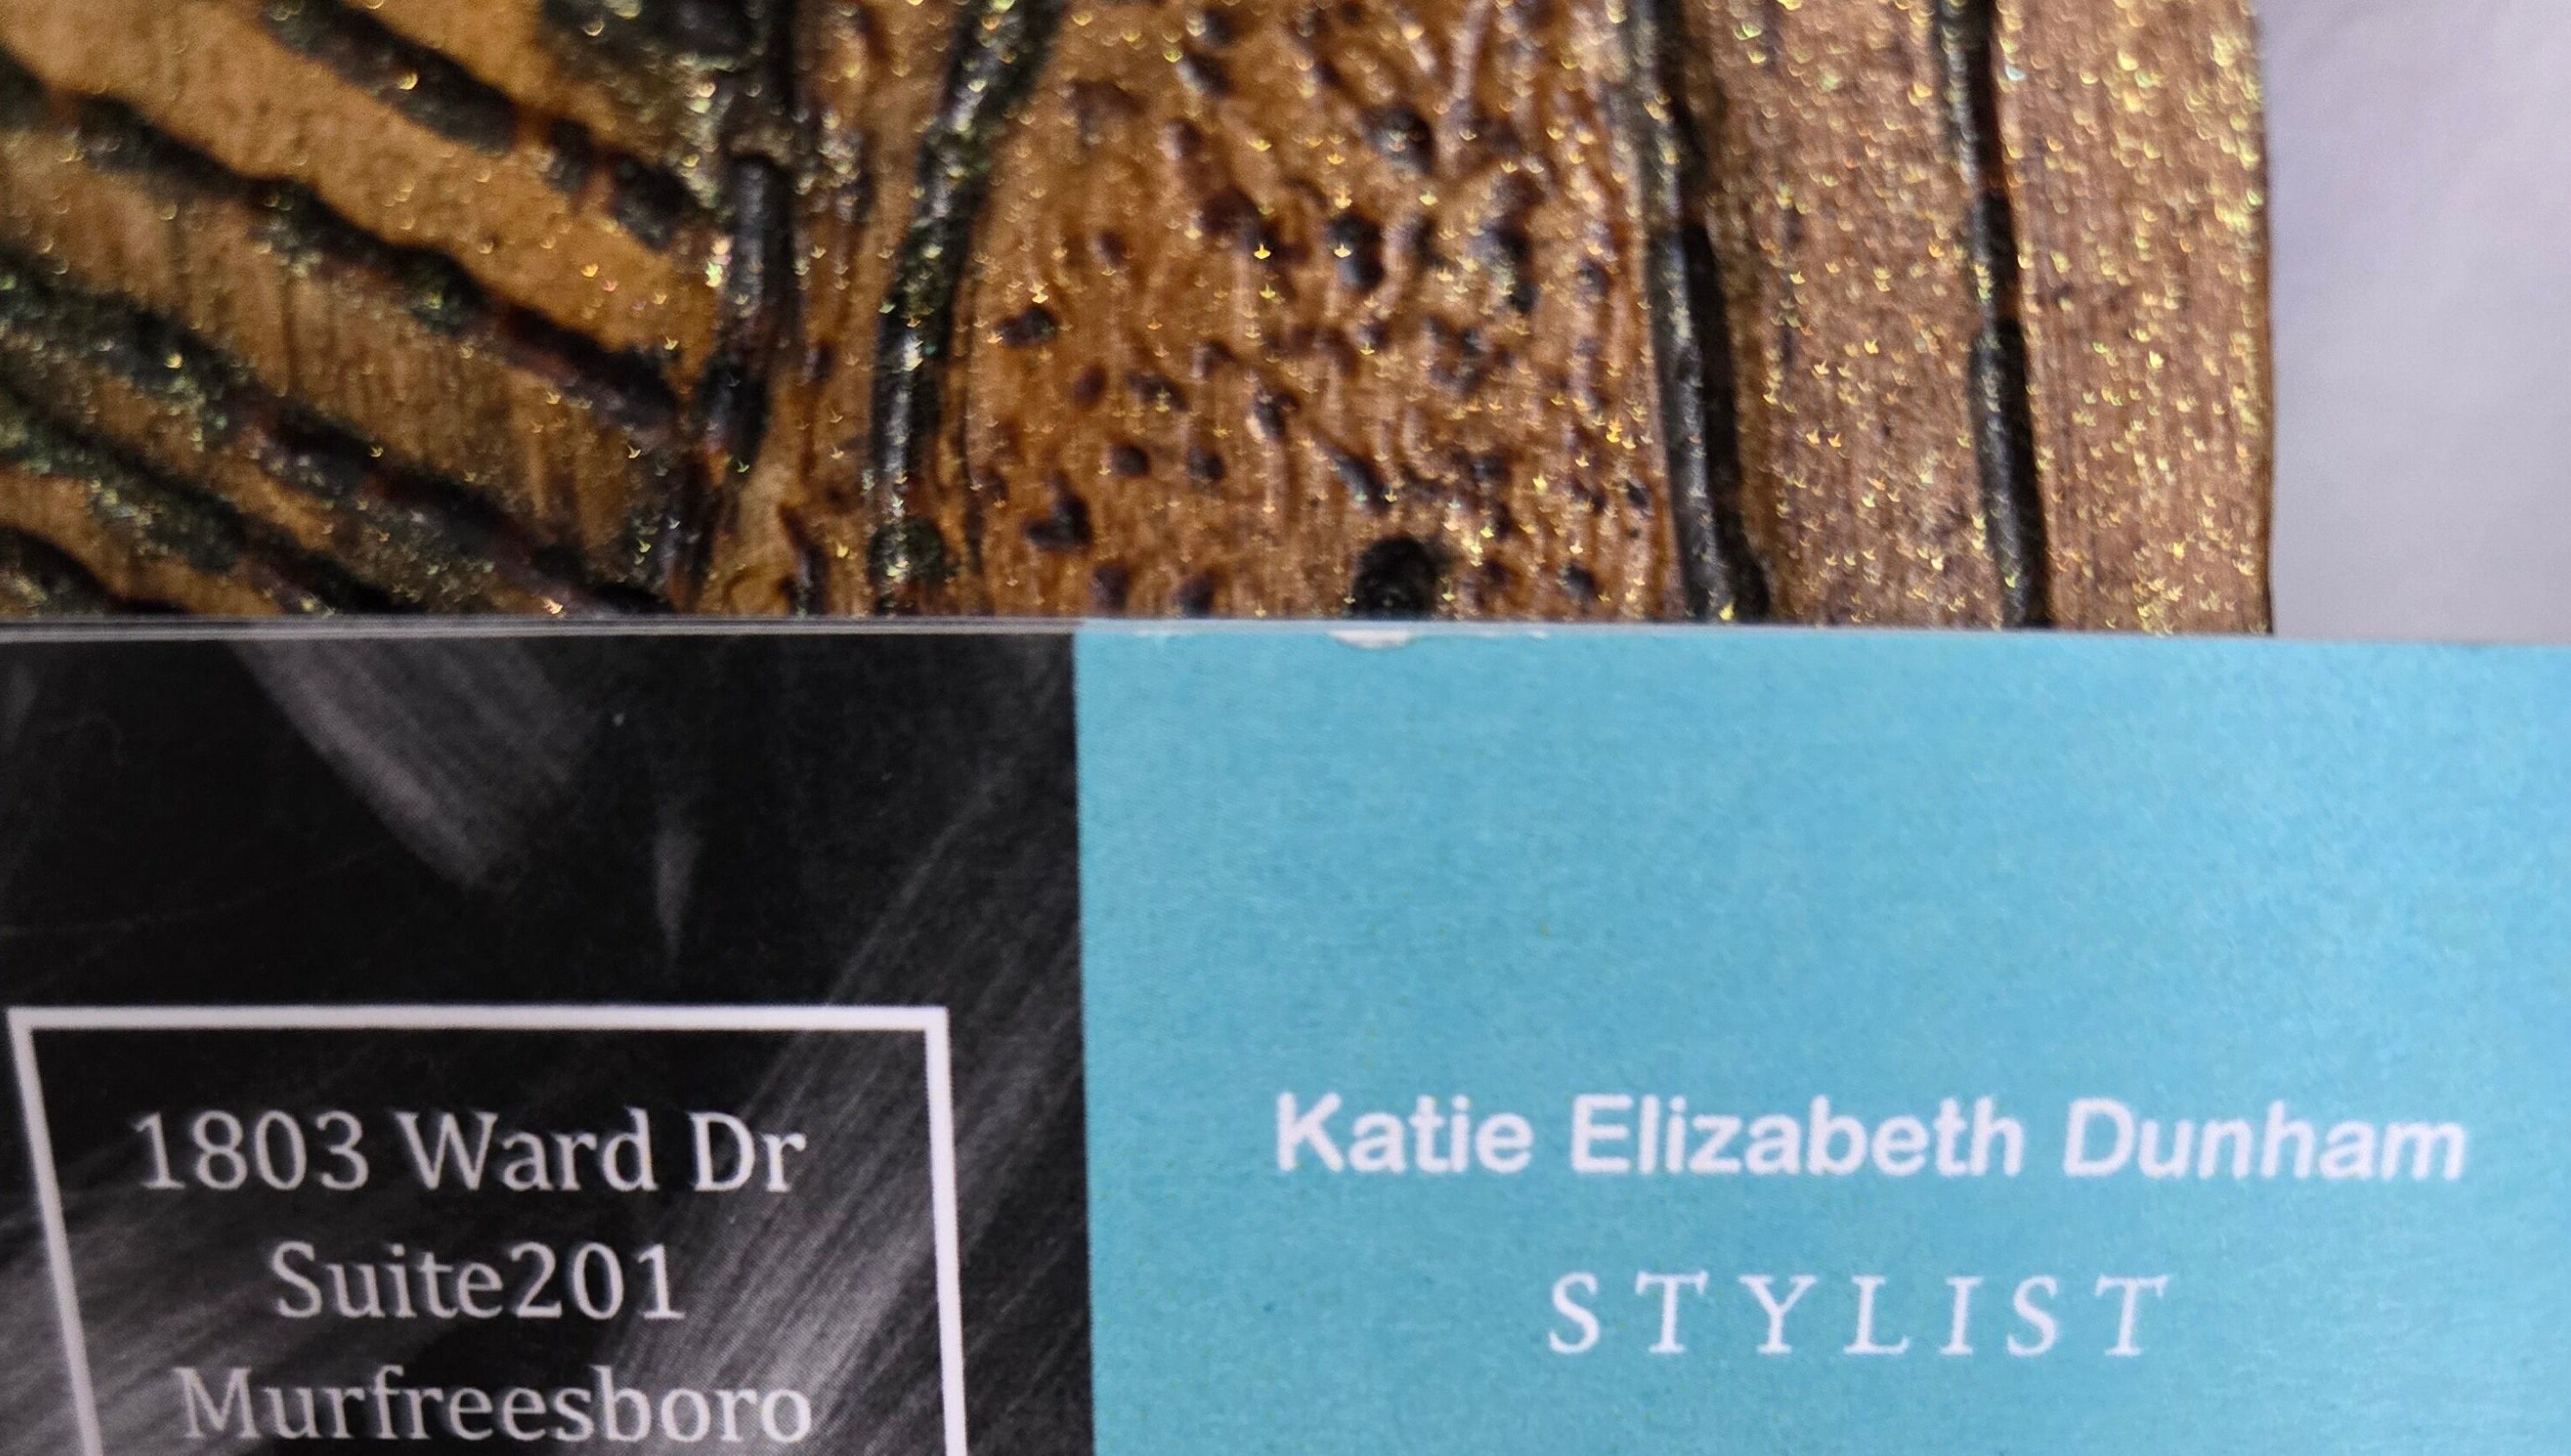 1803 Ward Dr
Suite201
Murfreesboro
Katie Elizabeth Dunham
STYLIST